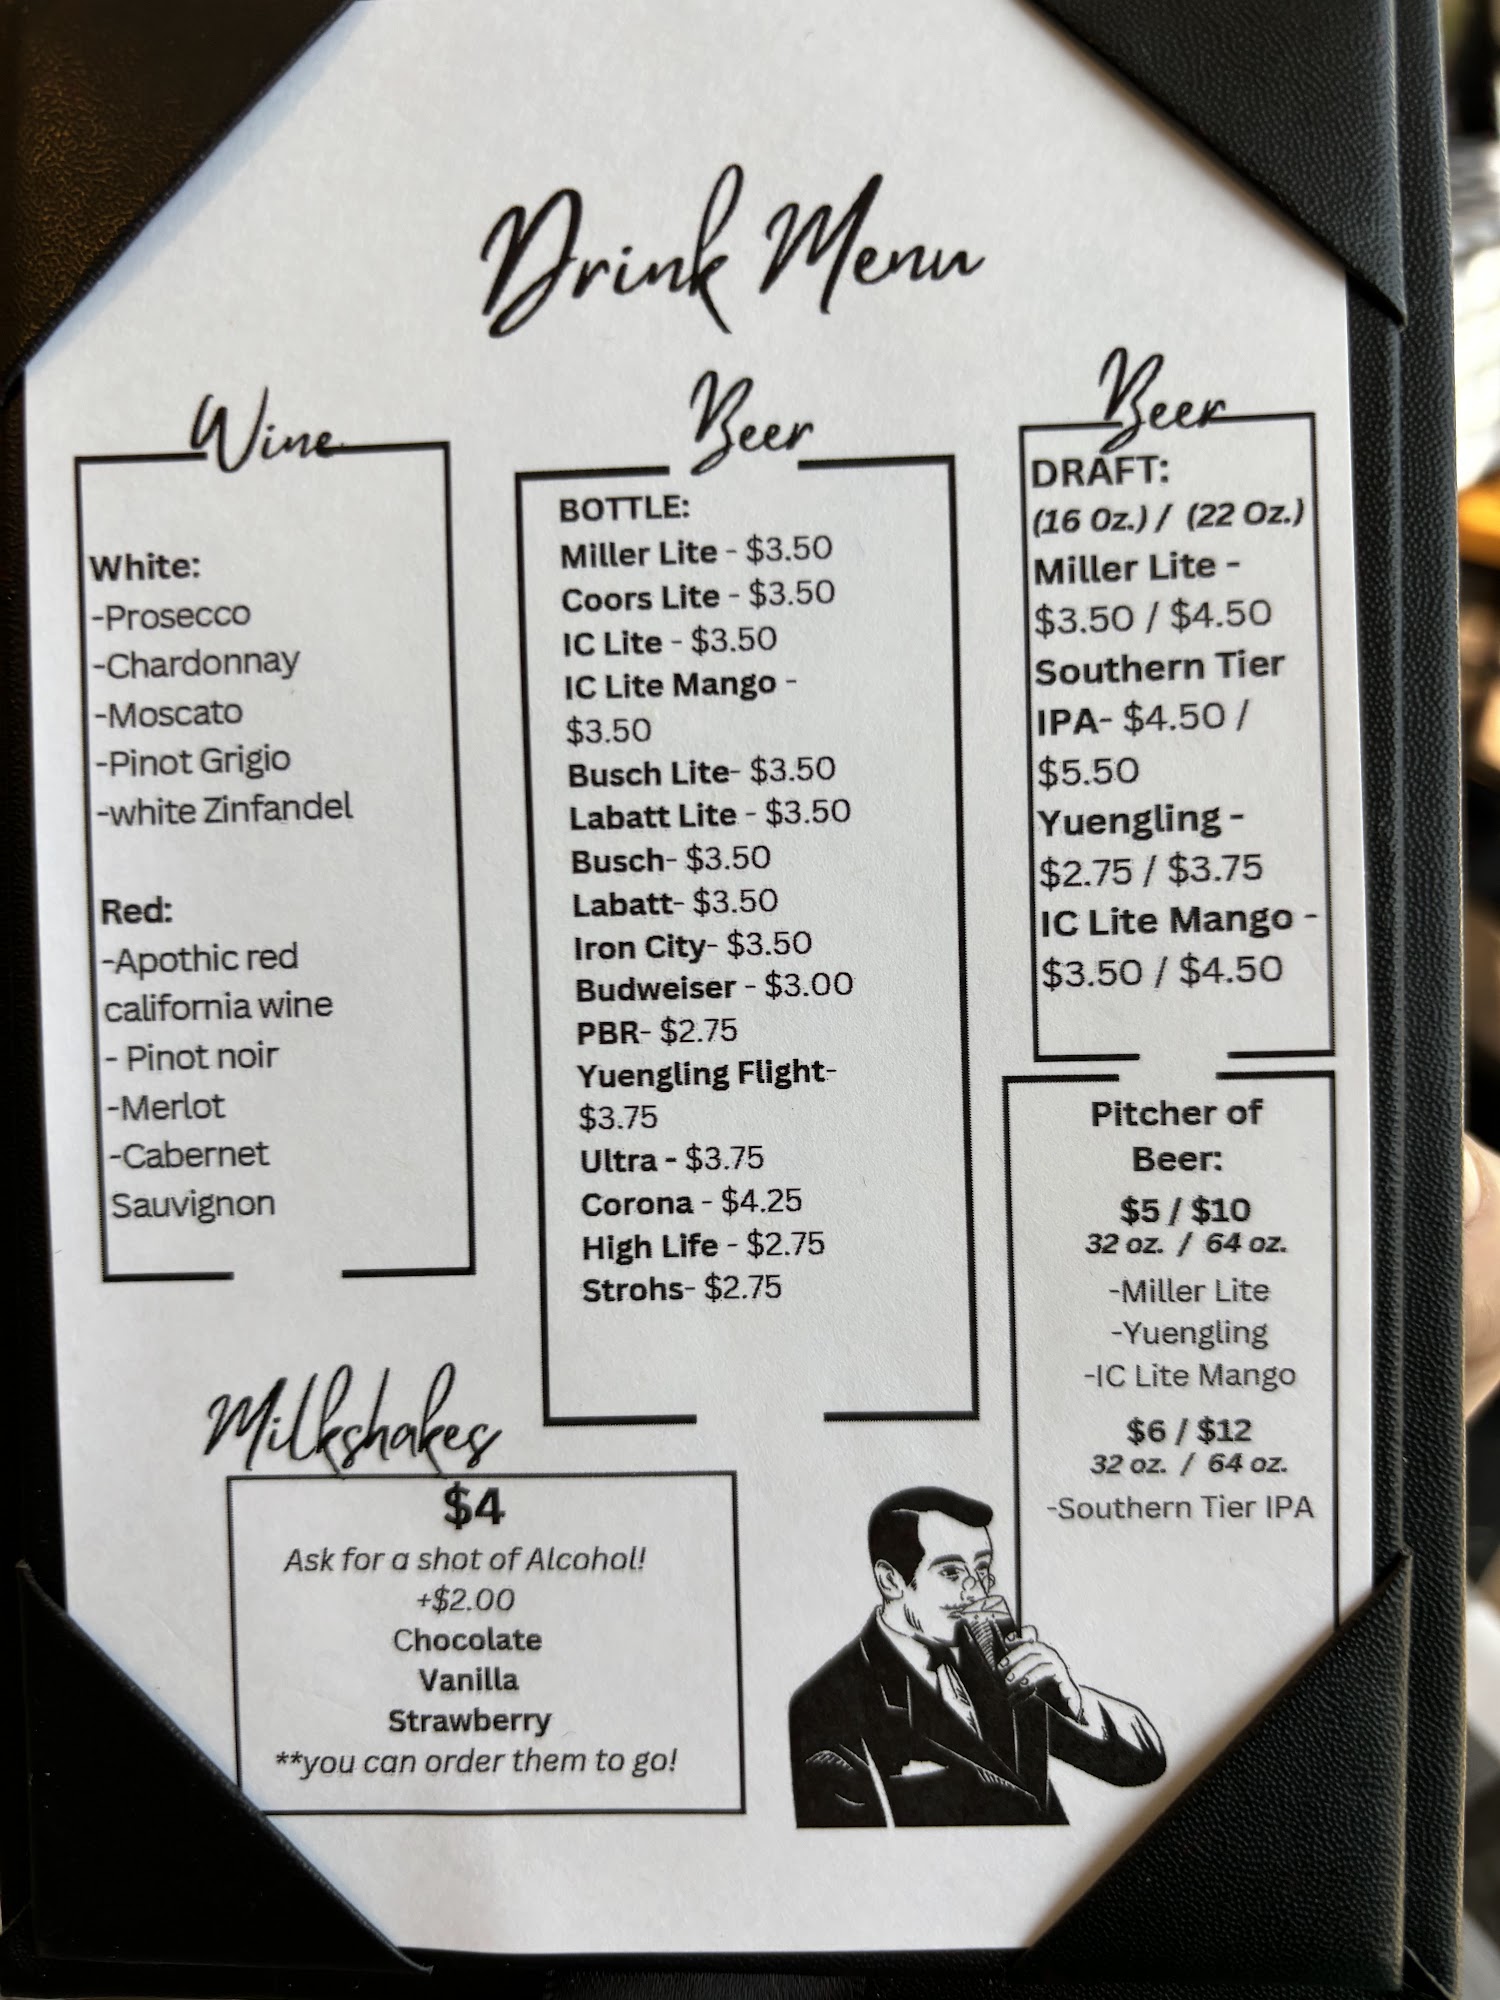 Drink Menu
Wine
White:
-Prosecco
-Chardonnay
-Moscato
-Pinot Grigio
-white Zinfandel
Red:
-Apothic red
california wine
- Pinot noir
-Merlot
-Cabernet
Sauvignon
Beer
BOTTLE:
Miller Lite - $3.50
Coors Lite - $3.50
IC Lite - $3.50
IC Lite Mango -
$3.50
Busch Lite- $3.50
Labatt Lite - $3.50
Busch- $3.50
Labatt- $3.50
Iron City- $3.50
Budweiser - $3.00
PBR- $2.75
Yuengling Flight-
$3.75
Ultra - $3.75
Corona - $4.25
High Life - $2.75
Strohs- $2.75
Beer
DRAFT:
(16 Oz.) / (22 Oz.)
Miller Lite -
$3.50 / $4.50
Southern Tier
IPA- $4.50 /
$5.50
Yuengling -
$2.75 / $3.75
IC Lite Mango -
$3.50 / $4.50
Pitcher of
Beer:
$5 / $10
32 oz. / 64 oz.
-Miller Lite
-Yuengling
-IC Lite Mango
$6 / $12
32 oz. / 64 oz.
-Southern Tier IPA
Milkshakes
$4
Ask for a shot of Alcohol!
+$2.00
Chocolate
Vanilla
Strawberry
**you can order them to go!